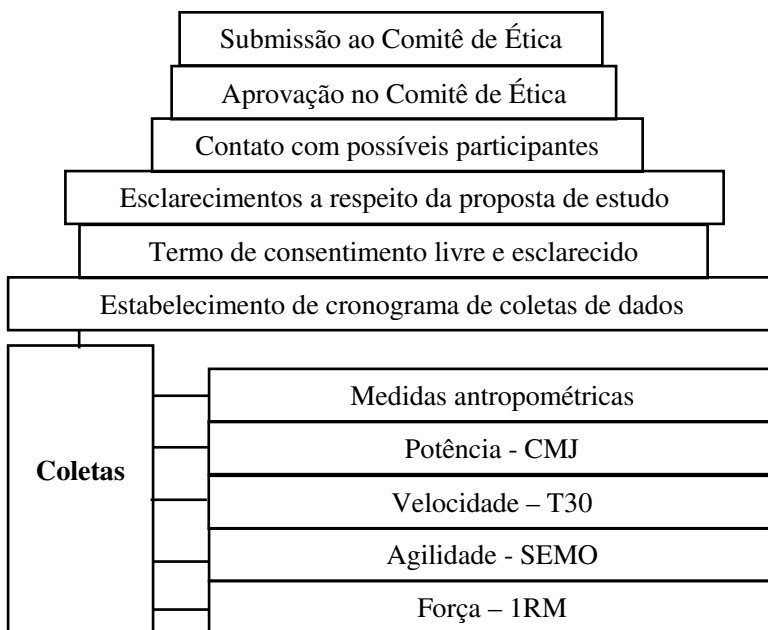 Submissão ao Comitê de Ética
Aprovação no Comitê de Ética
Contato com possíveis participantes
Esclarecimentos a respeito da proposta de estudo
Termo de consentimento livre e esclarecido
Estabelecimento de cronograma de coletas de dados
Coletas
Medidas antropométricas
Potência - CMJ
Velocidade – T30
Agilidade - SEMO
Força – 1RM